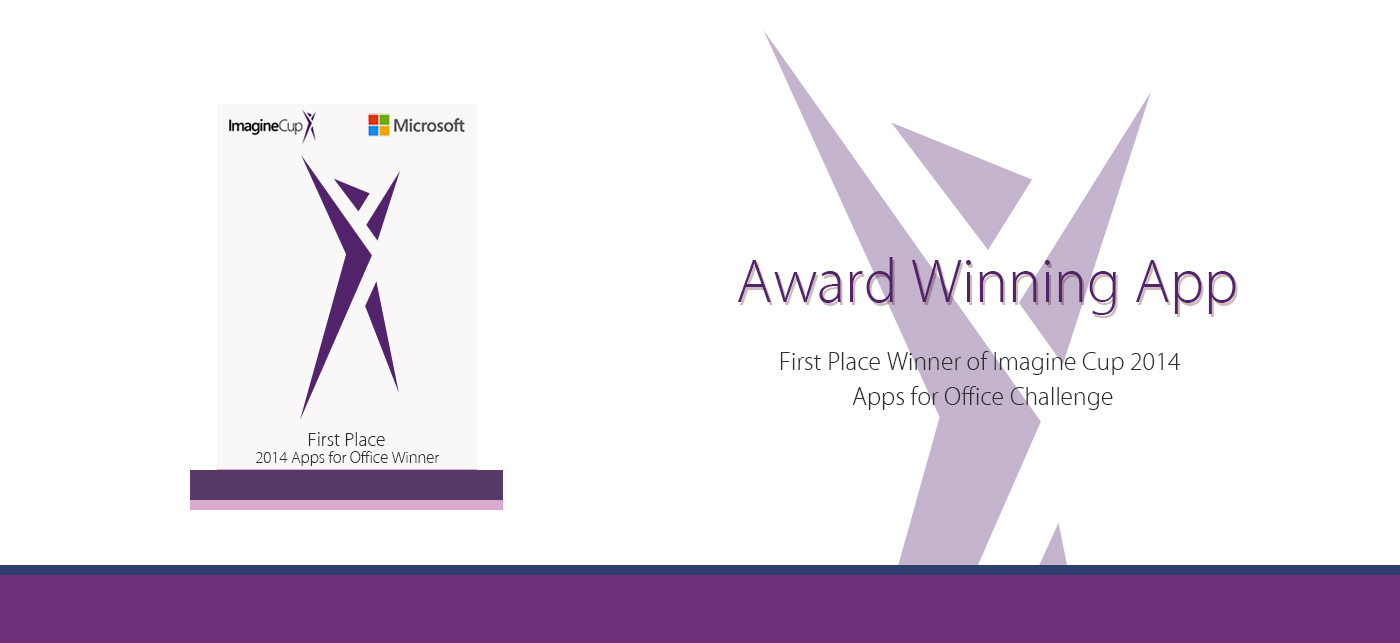 ImagineCup
Microsoft
First Place
2014 Apps for Office Winner
Award Winning App
First Place Winner of Imagine Cup 2014
Apps for Office Challenge